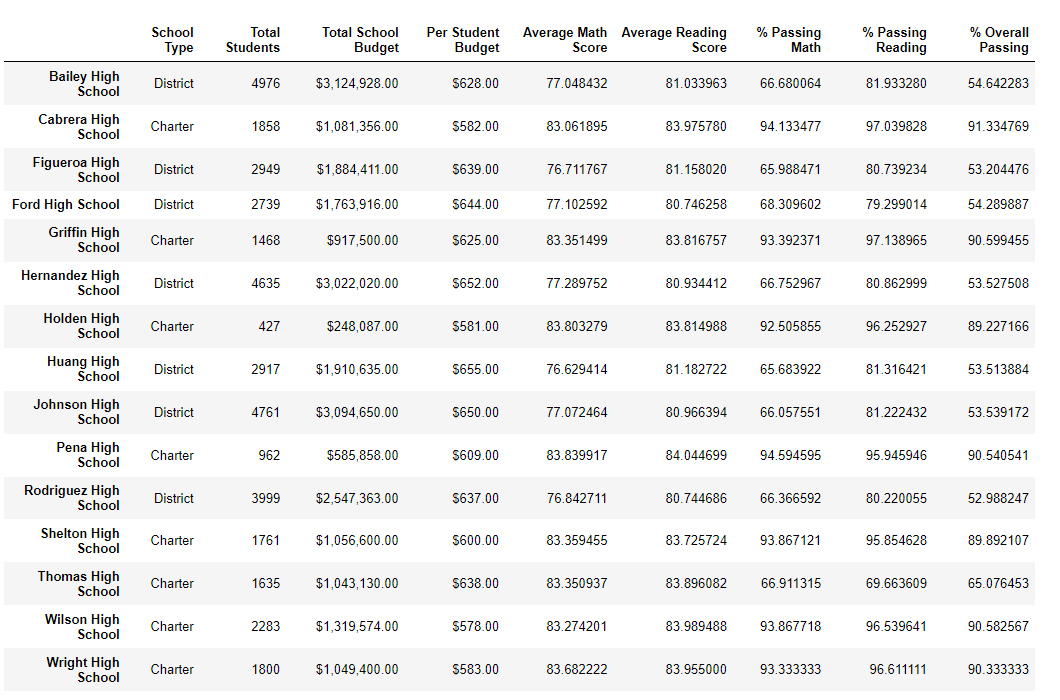 School Type Total Students Total School Budget Per Student Budget Average Math Score Average Reading Score % Passing Math % Passing Reading % Overall Passing
Bailey High School District 4976 $3,124,928.00 $628.00 77.048432 81.033963 66.680064 81.933280 54.642283
Cabrera High School Charter 1858 $1,081,356.00 $582.00 83.061895 83.975780 94.133477 97.039828 91.334769
Figueroa High School District 2949 $1,884,411.00 $639.00 76.711767 81.158020 65.988471 80.739234 53.204476
Ford High School District 2739 $1,763,916.00 $644.00 77.102592 80.746258 68.309602 79.299014 54.289887
Griffin High School Charter 1468 $917,500.00 $625.00 83.351499 83.816757 93.392371 97.138965 90.599455
Hernandez High School District 4635 $3,022,020.00 $652.00 77.289752 80.934412 66.752967 80.862999 53.527508
Holden High School Charter 427 $248,087.00 $581.00 83.803279 83.814988 92.505855 96.252927 89.227166
Huang High School District 2917 $1,910,635.00 $655.00 76.629414 81.182722 65.683922 81.316421 53.513884
Johnson High School District 4761 $3,094,650.00 $650.00 77.072464 80.966394 66.057551 81.222432 53.539172
Pena High School Charter 962 $585,858.00 $609.00 83.839917 84.044699 94.594595 95.945946 90.540541
Rodriguez High School District 3999 $2,547,363.00 $637.00 76.842711 80.744686 66.366592 80.220055 52.988247
Shelton High School Charter 1761 $1,056,600.00 $600.00 83.359455 83.725724 93.867121 95.854628 89.892107
Thomas High School Charter 1635 $1,043,130.00 $638.00 83.350937 83.896082 66.911315 69.663609 65.076453
Wilson High School Charter 2283 $1,319,574.00 $578.00 83.274201 83.989488 93.867718 96.539641 90.582567
Wright High School Charter 1800 $1,049,400.00 $583.00 83.682222 83.955000 93.333333 96.611111 90.333333